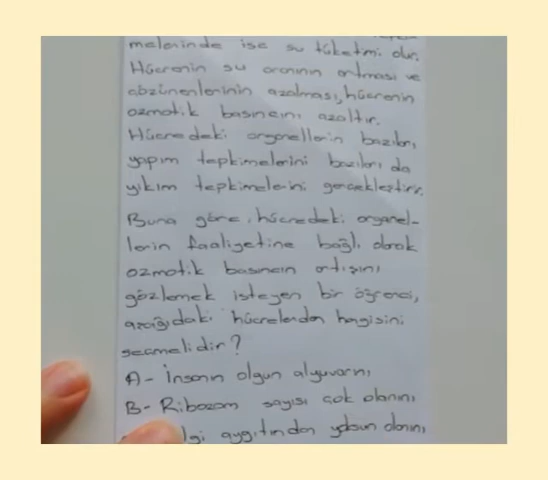 melerinde ise su tüketimi olur.
Hücrenin su oranının artması ve
çözünenlerinin azalması, hücrenin
ozmotik basıncını azaltır.
Hücredeki organellerin bazıları,
yapım tepkimelerini bazıları da
yıkım tepkimelerini gerçekleştirir.
Buna göre, hücredeki organel-
lerin faaliyetine bağlı olarak
ozmotik basıncın artışını
gözlemek isteyen bir öğrenci,
aşağıdaki hücrelerden hangisini
seçmelidir?
A- İnsanın olgun alyuvarını
B- Ribozom sayısı çok olanını
lgi aygıtından yoksun olanını